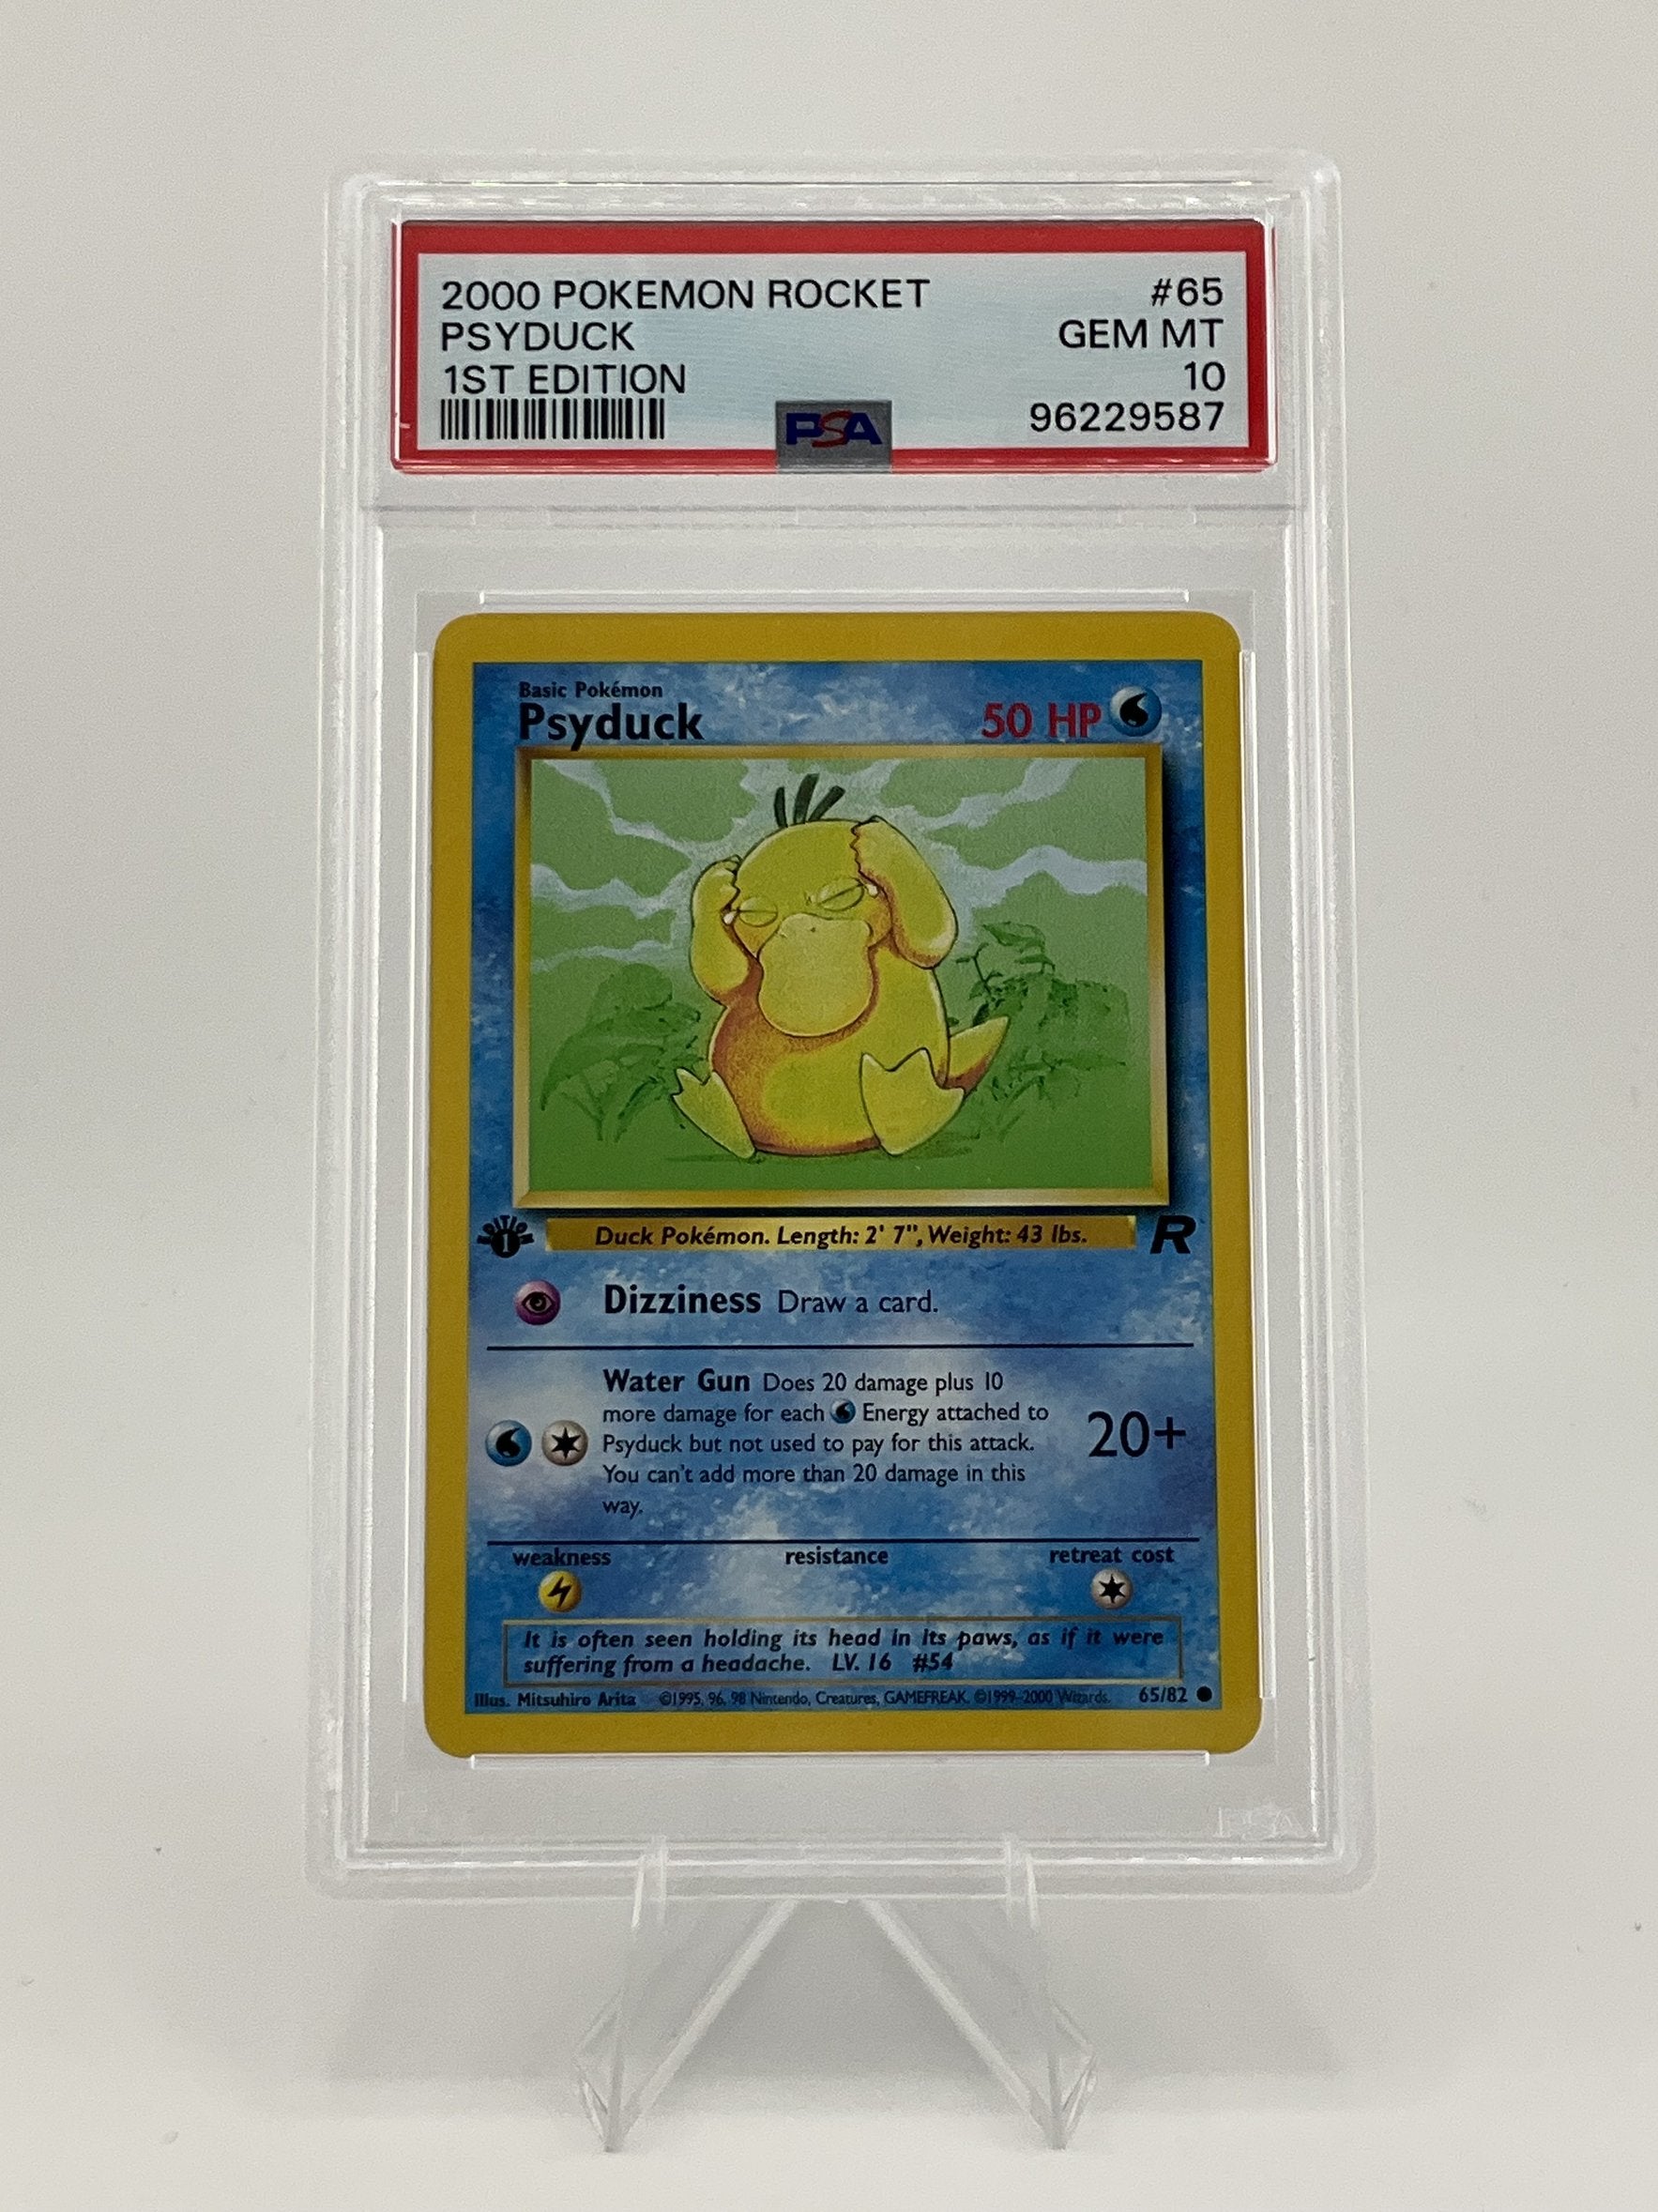 2000 POKEMON ROCKET #65
PSYDUCK GEM MT
1ST EDITION 10
PSA 96229587
Basic Pokémon
Psyduck 50 HP
EDITION 1
Duck Pokémon. Length: 2' 7", Weight: 43 lbs. R
Dizziness Draw a card.
Water Gun Does 20 damage plus 10
more damage for each Energy attached to
Psyduck but not used to pay for this attack. 20+
You can't add more than 20 damage in this
way.
weakness resistance retreat cost
It is often seen holding its head in its paws, as if it were
suffering from a headache. LV. 16 #54
Illus. Mitsuhiro Arita ©1995, 96, 98 Nintendo, Creatures, GAMEFREAK. ©1999-2000 Wizards. 65/82
PSA